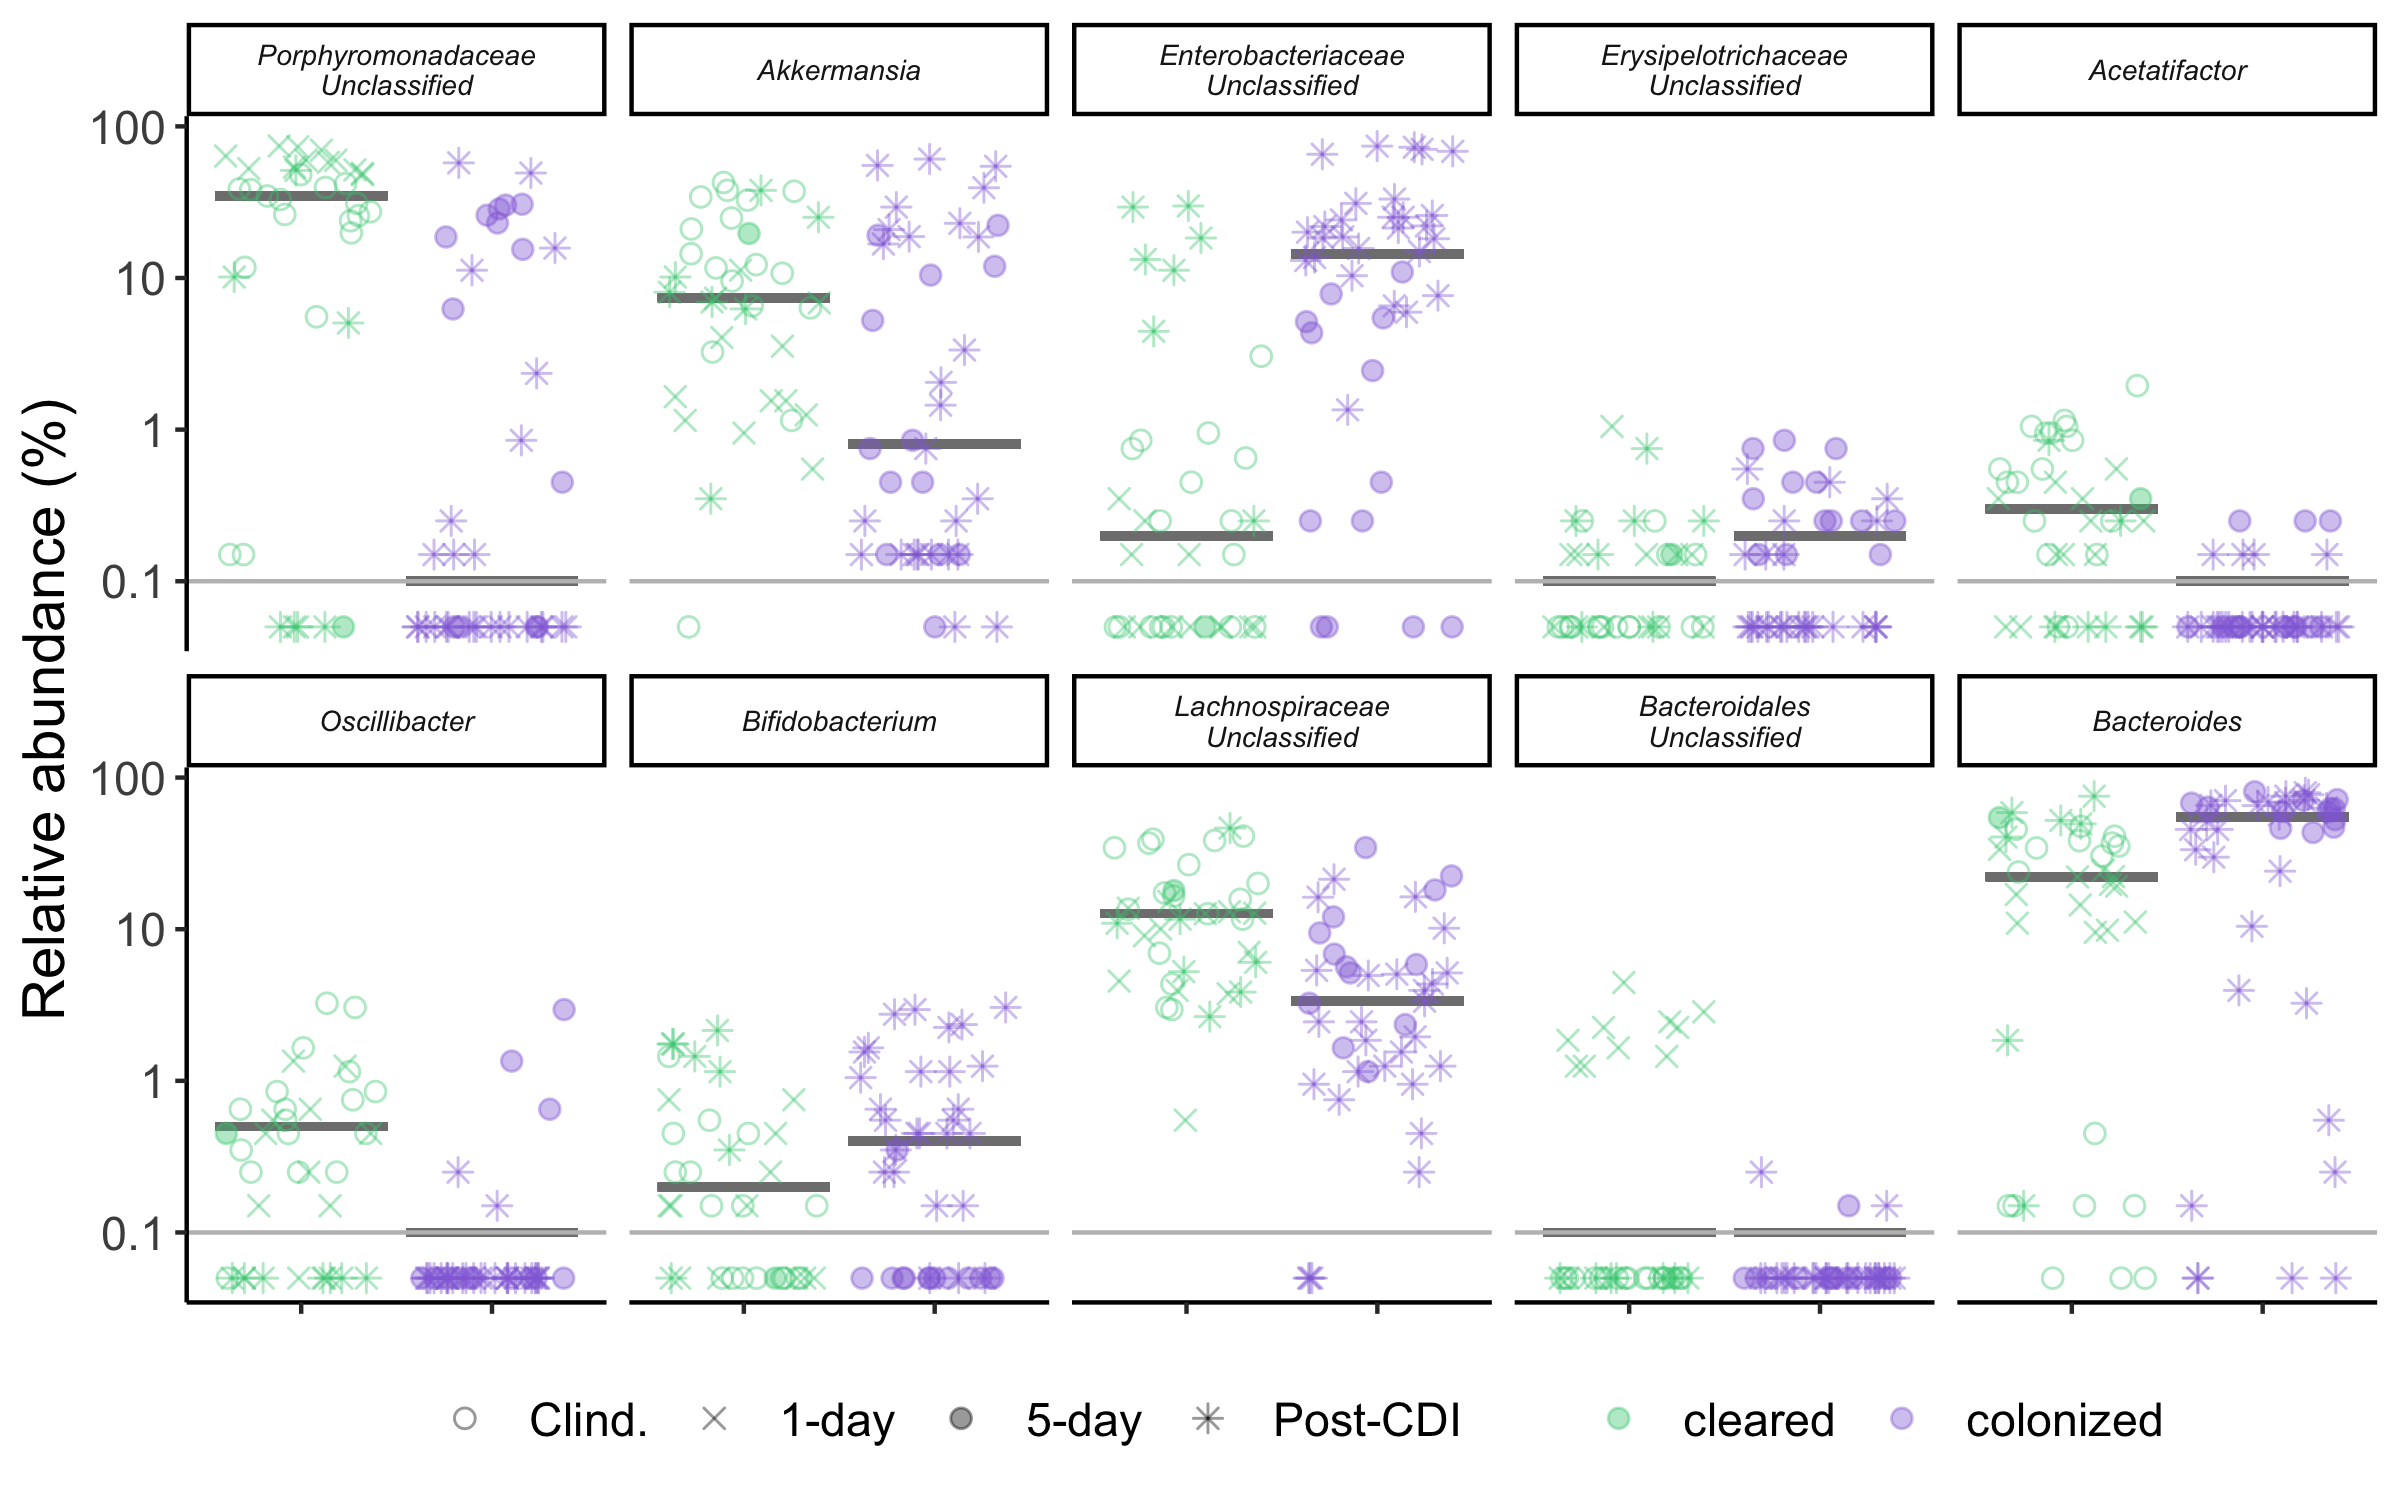 Porphyromonadaceae
Unclassified
Akkermansia
Enterobacteriaceae
Unclassified
Erysipelotrichaceae
Unclassified
Acetatifactor
100
10
1
0.1
Relative abundance (%)
Oscillibacter
Bifidobacterium
Lachnospiraceae
Unclassified
Bacteroidales
Unclassified
Bacteroides
100
10
1
0.1
Clind. 1-day 5-day Post-CDI cleared colonized